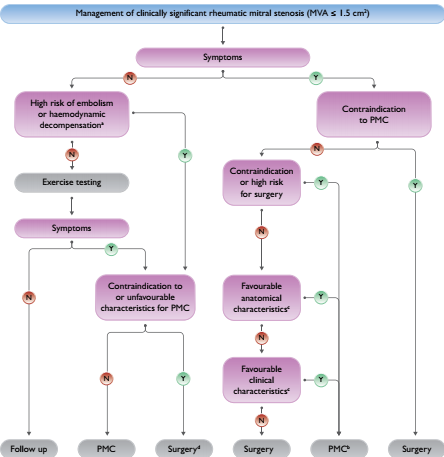 Management of clinically significant rheumatic mitral stenosis (MVA ≤ 1.5 cm²)
Symptoms
N
Y
High risk of embolism
or haemodynamic
decompensationᵃ
Contraindication
to PMC
N
Y
N
Y
Exercise testing
Contraindication
or high risk
for surgery
Y
Symptoms
N
Y
N
Contraindication to
or unfavourable
characteristics for PMC
Favourable
anatomical
characteristicsᶜ
Y
N
N
Y
Favourable
clinical
characteristicsᶜ
Y
N
Follow up
PMC
Surgeryᵈ
Surgery
PMCᵇ
Surgery